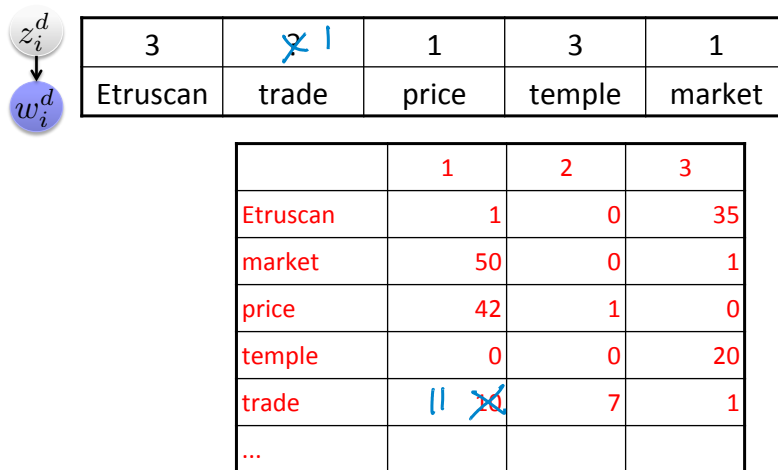 z_i^d 3 ? 1 1 3 1
w_i^d Etruscan trade price temple market
1 2 3
Etruscan 1 0 35
market 50 0 1
price 42 1 0
temple 0 0 20
trade 11 10 7 1
...